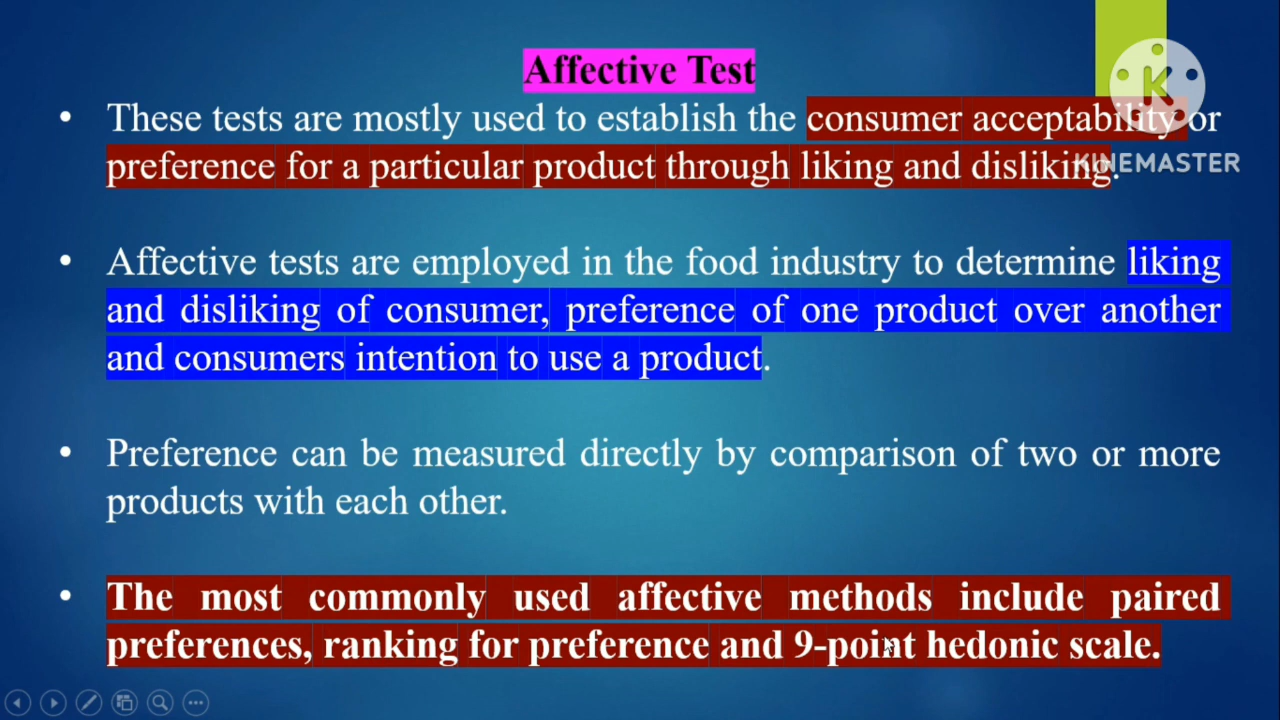 Affective Test
• These tests are mostly used to establish the consumer acceptability or
preference for a particular product through liking and disliking.
KINEMASTER
• Affective tests are employed in the food industry to determine liking
and disliking of consumer, preference of one product over another
and consumers intention to use a product.
• Preference can be measured directly by comparison of two or more
products with each other.
• The most commonly used affective methods include paired
preferences, ranking for preference and 9-point hedonic scale.